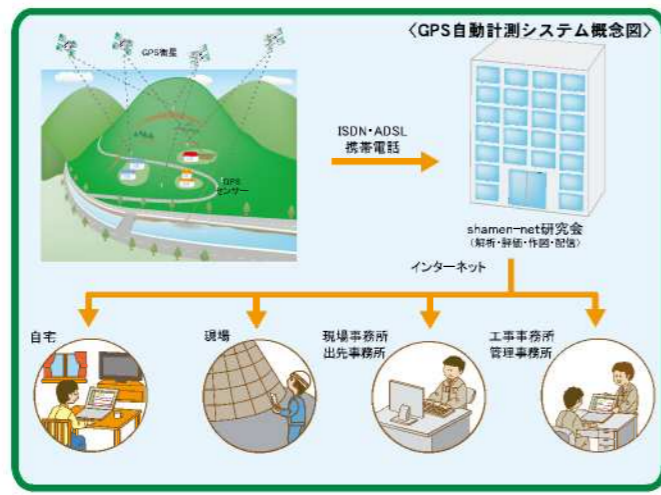 〈GPS自動計測システム概念図〉
GPS衛星
ISDN・ADSL
携帯電話
GPS
センサー
shamen-net研究会
(解析・評価・作図・配信)
インターネット
自宅
現場
現場事務所
出先事務所
工事事務所
管理事務所